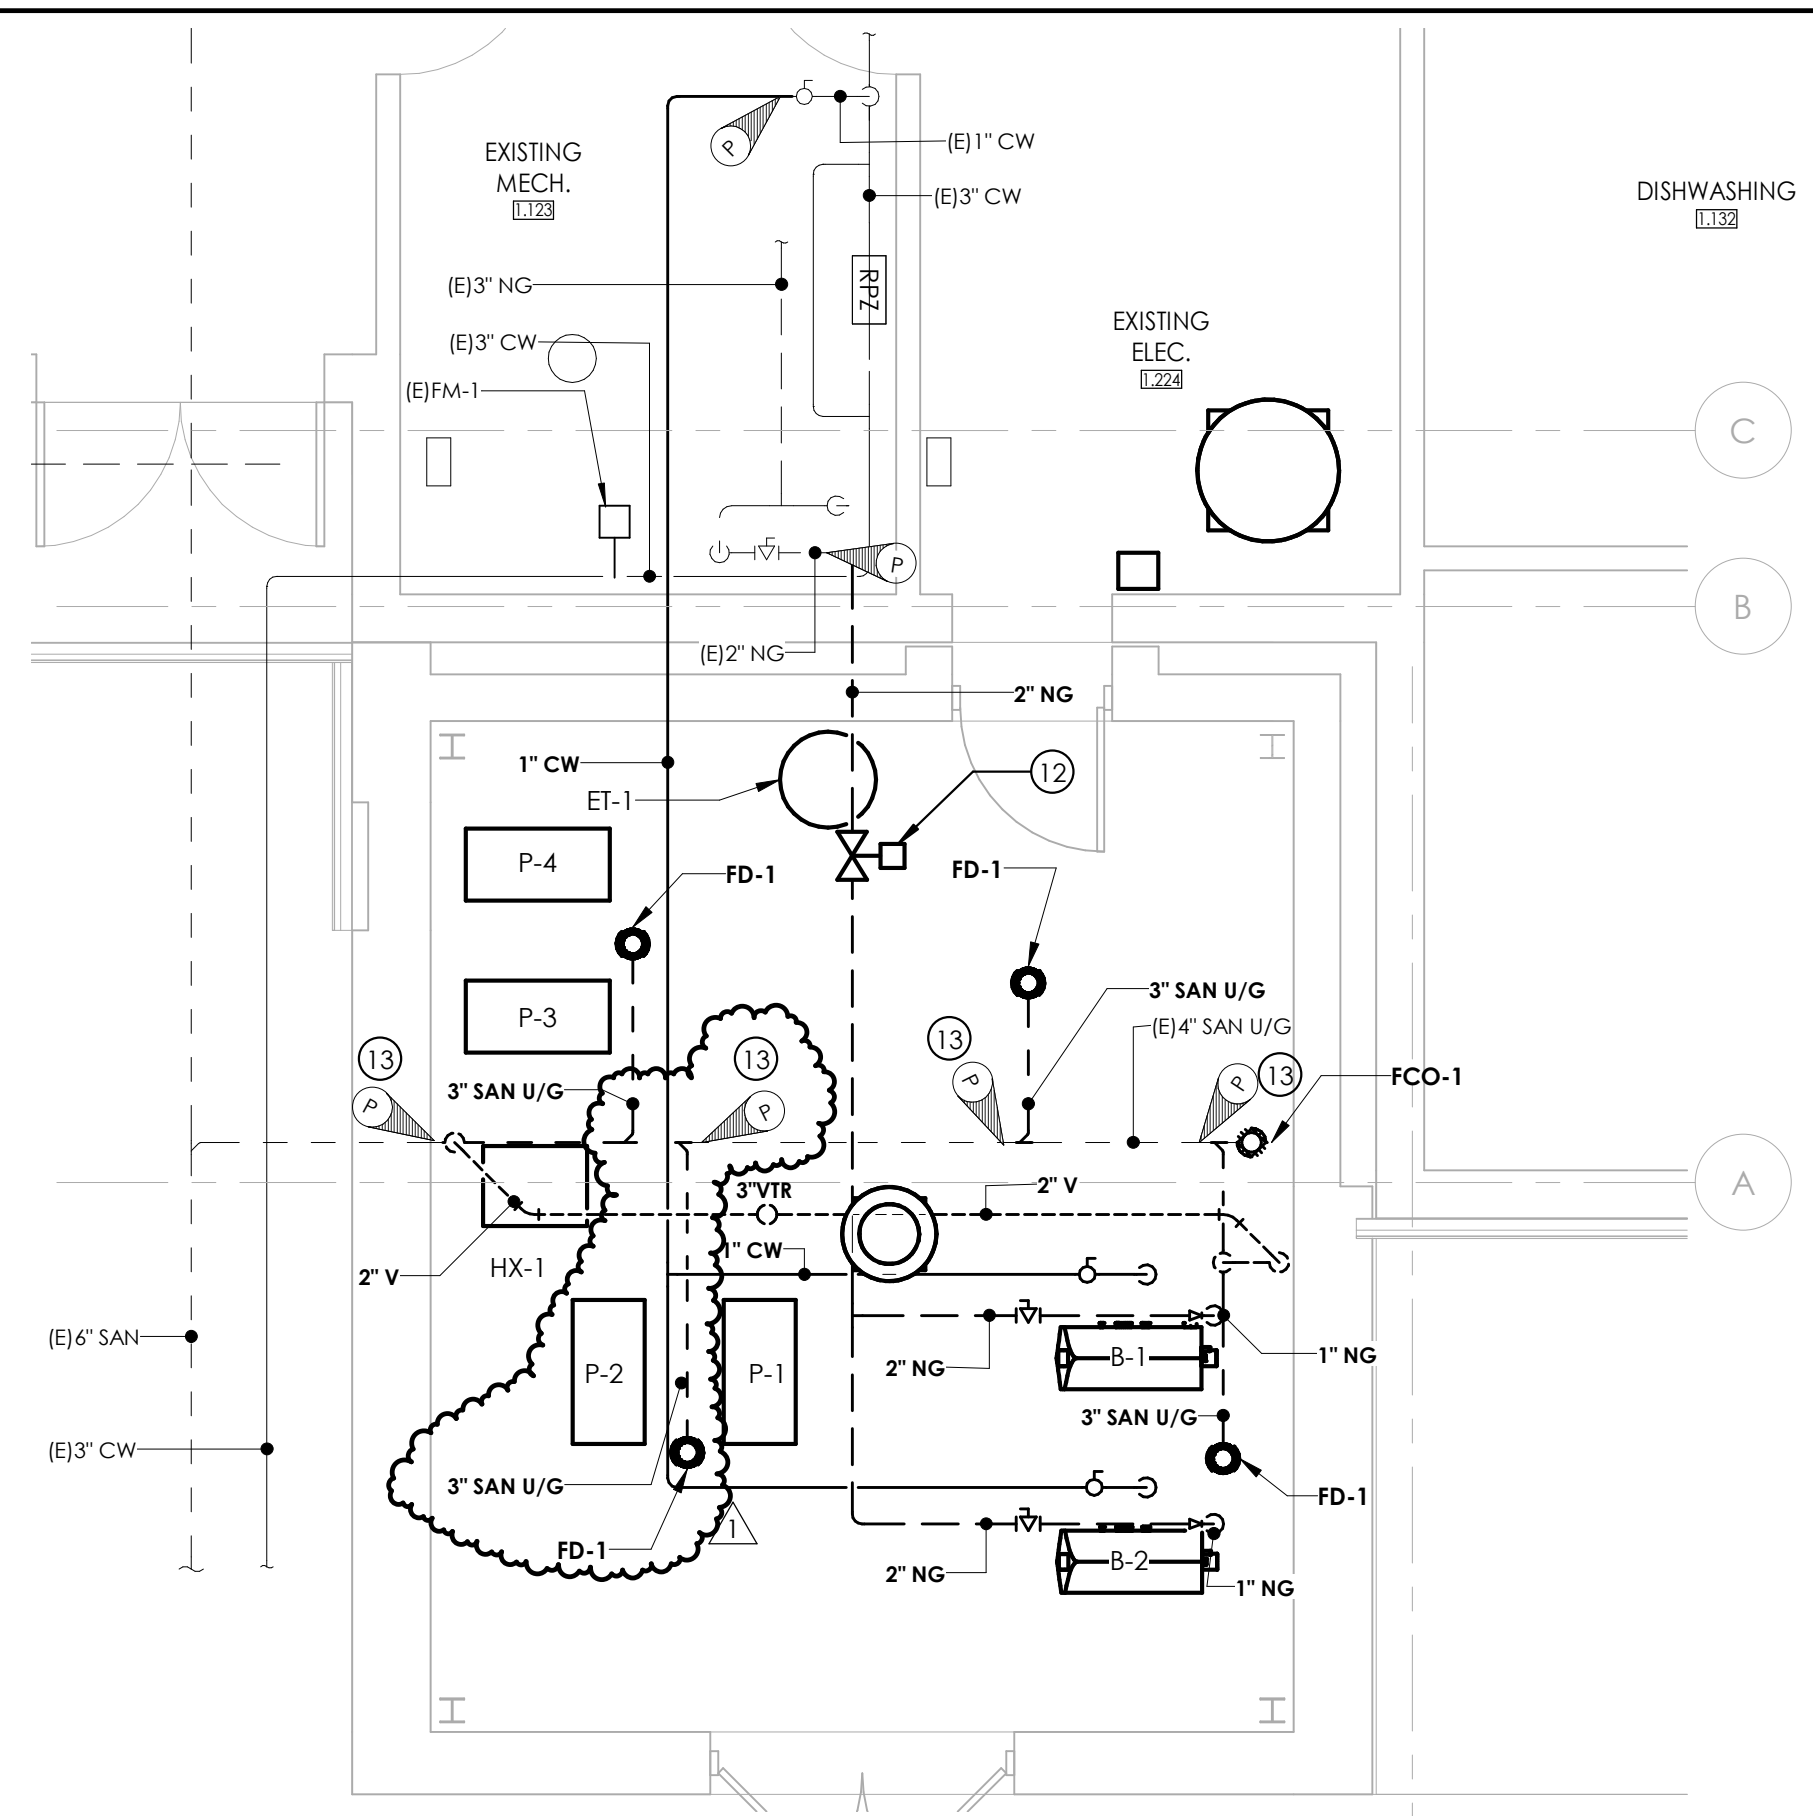 (E)1" CW
P
EXISTING
MECH.
1.123
(E)3" CW
DISHWASHING
1.132
(E)3" NG
RPZ
EXISTING
ELEC.
1.224
(E)3" CW
(E)FM-1
C
P
B
(E)2" NG
2" NG
1" CW
12
ET-1
P-4
FD-1
FD-1
3" SAN U/G
P-3
(E)4" SAN U/G
13
13
13
13
FCO-1
3" SAN U/G
P
P
P
P
3"VTR
2" V
A
1" CW
HX-1
2" V
(E)6" SAN
B-1
1" NG
2" NG
P-2
P-1
3" SAN U/G
(E)3" CW
3" SAN U/G
FD-1
1
FD-1
B-2
2" NG
1" NG